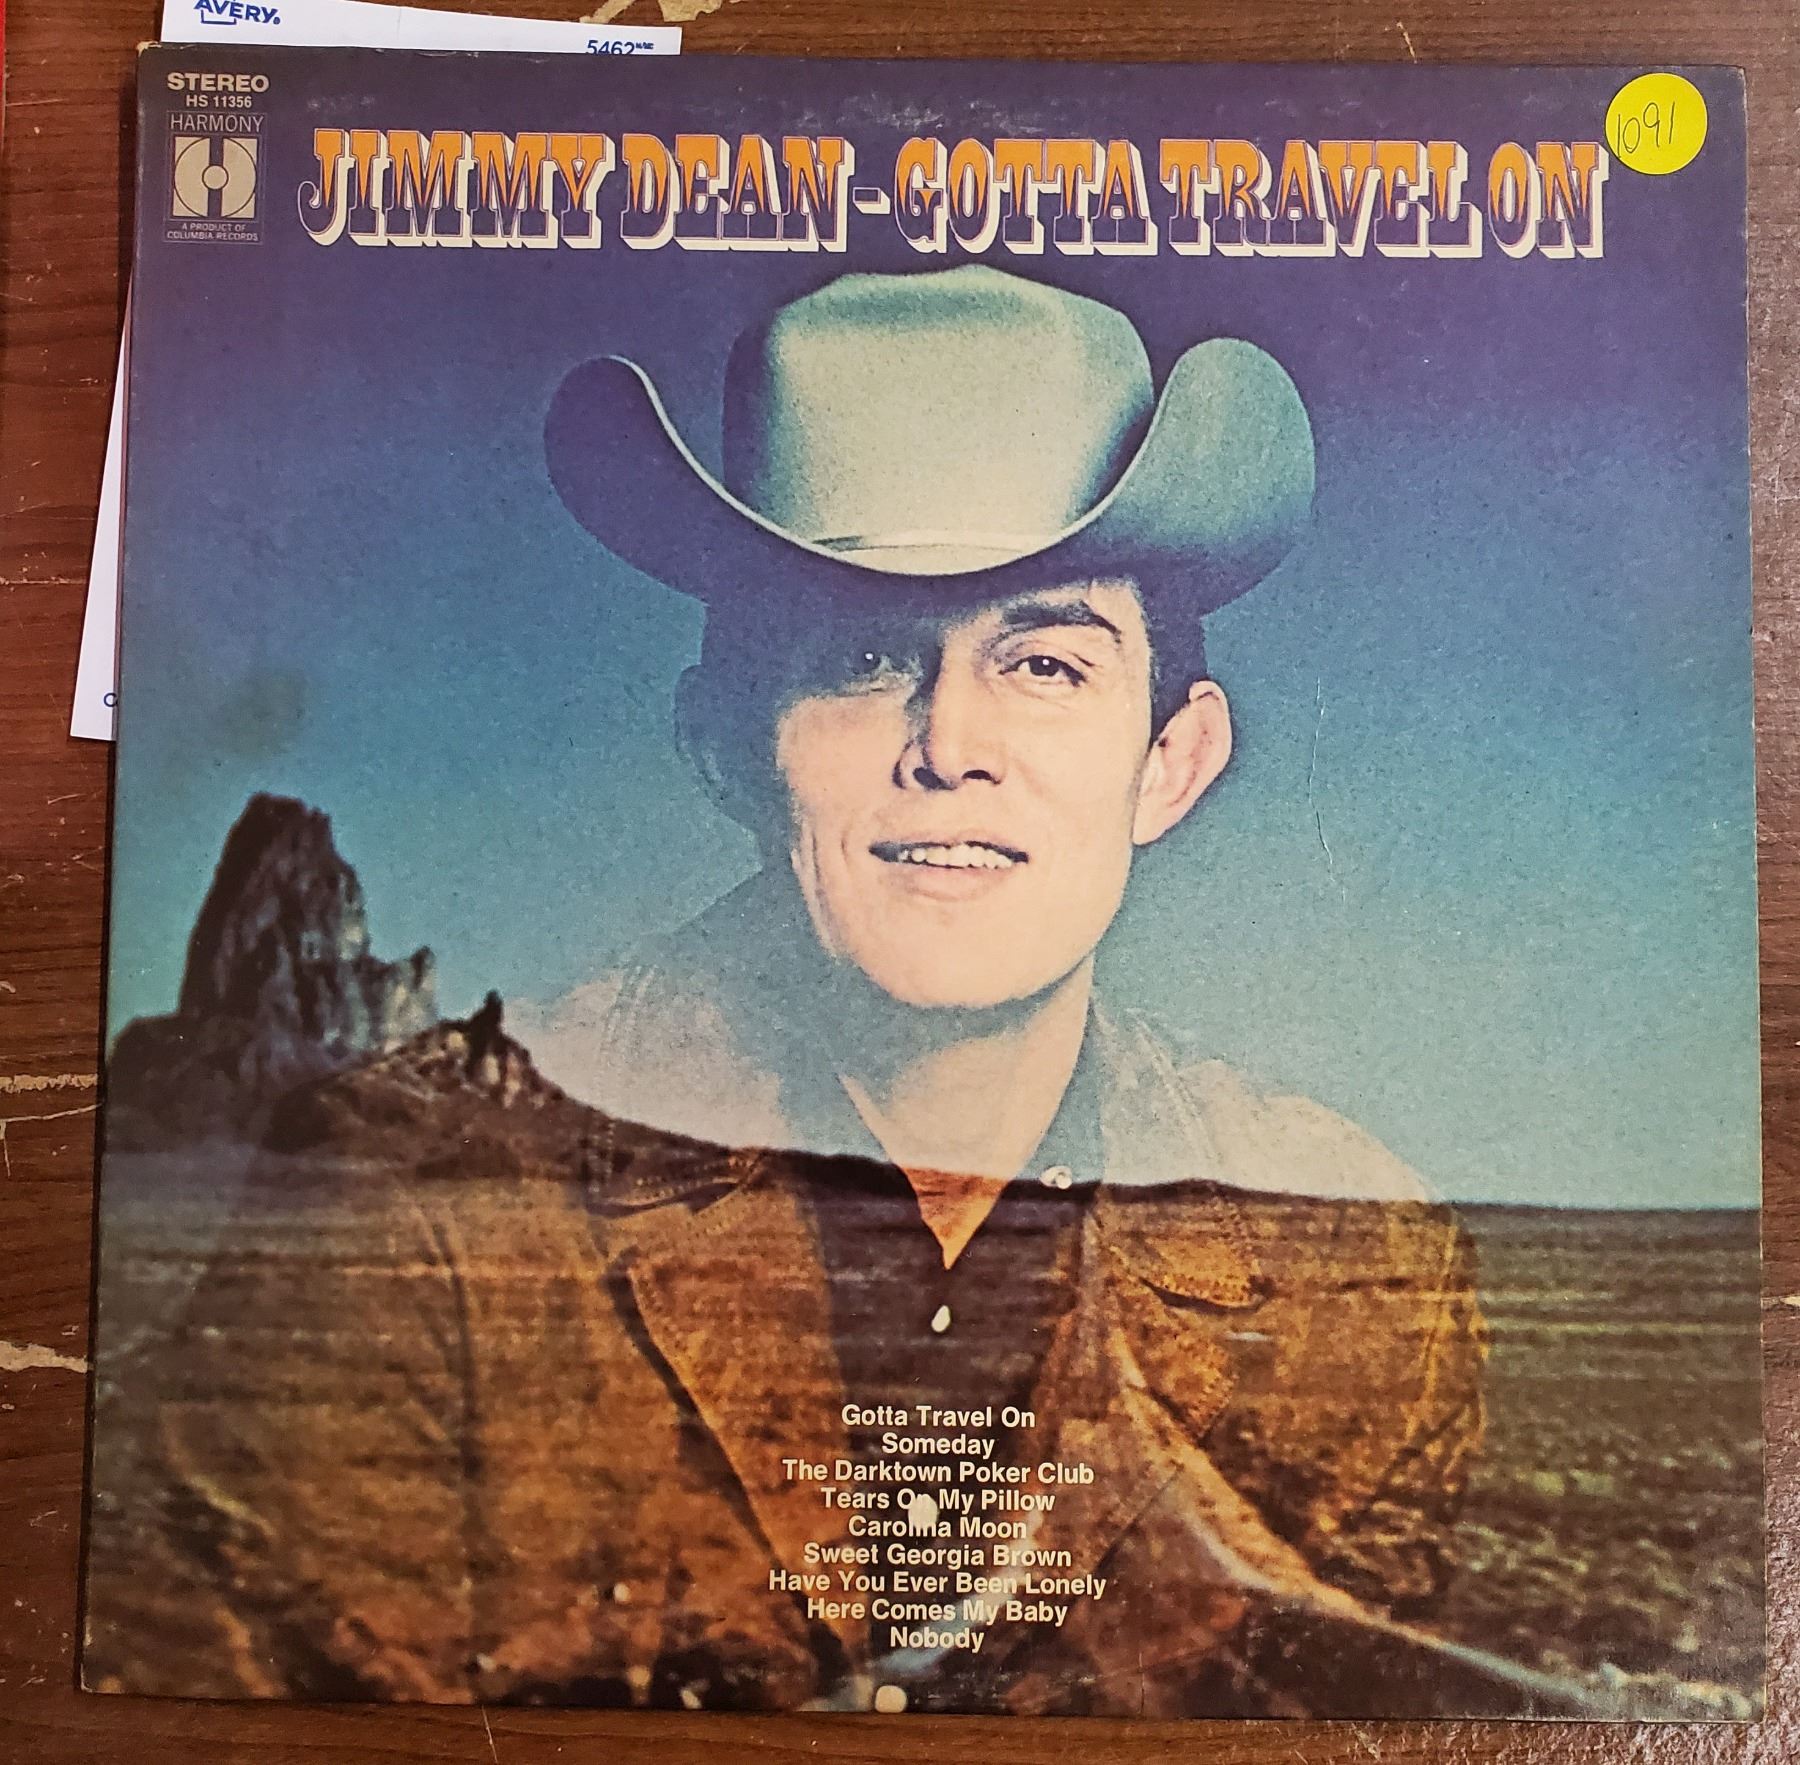 AVERY®
5462™/MC
STEREO
HS 11356
HARMONY
A PRODUCT OF
COLUMBIA RECORDS
JIMMY DEAN-GOTTA TRAVEL ON
1091
Gotta Travel On
Someday
The Darktown Poker Club
Tears On My Pillow
Carolina Moon
Sweet Georgia Brown
Have You Ever Been Lonely
Here Comes My Baby
Nobody